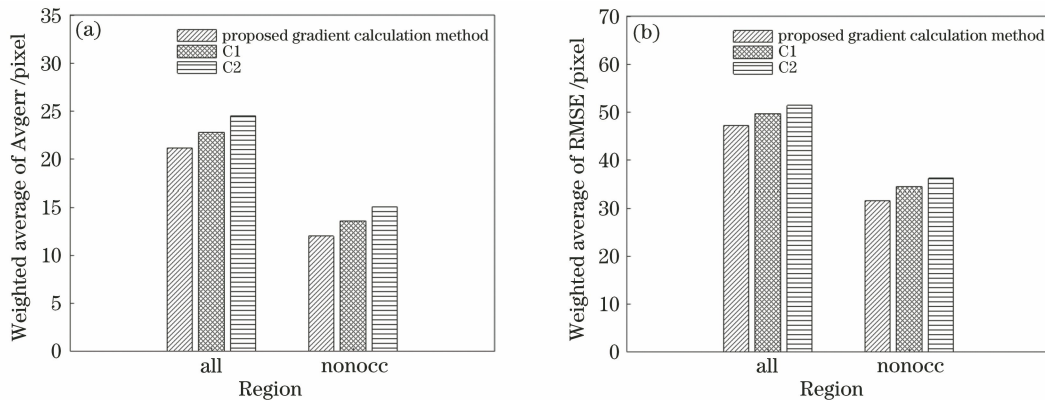 (a)
proposed gradient calculation method
C1
C2
Weighted average of Avgerr /pixel
35
30
25
20
15
10
5
0
all
nonocc
Region
(b)
proposed gradient calculation method
C1
C2
Weighted average of RMSE /pixel
70
60
50
40
30
20
10
0
all
nonocc
Region